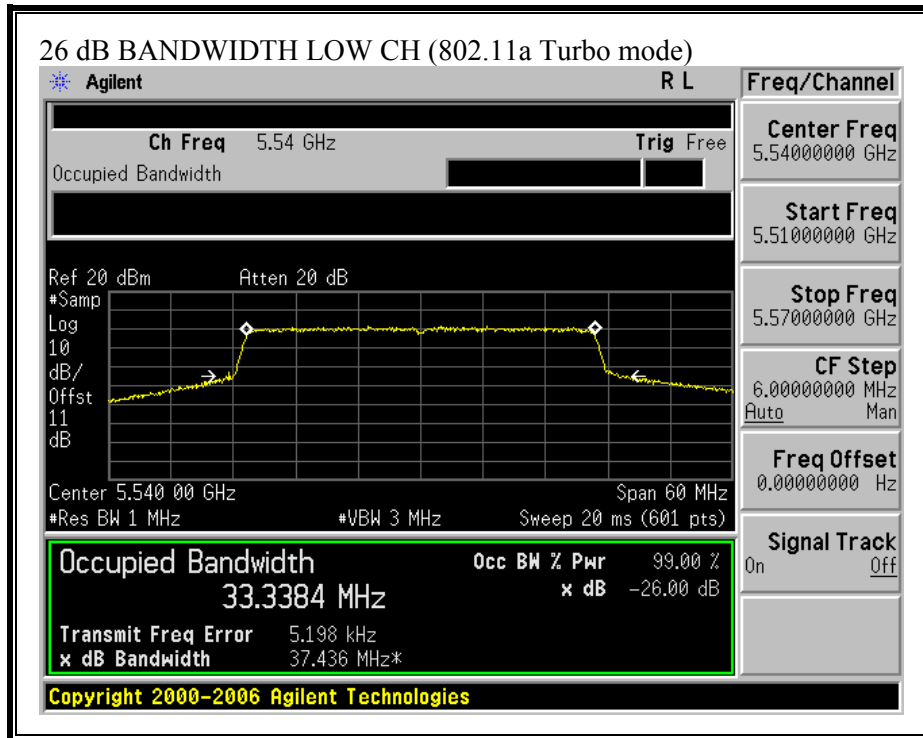 26 dB BANDWIDTH LOW CH (802.11a Turbo mode)
Agilent R L
Freq/Channel
Ch Freq 5.54 GHz Trig Free
Occupied Bandwidth
Center Freq
5.54000000 GHz
Start Freq
5.51000000 GHz
Stop Freq
5.57000000 GHz
CF Step
6.00000000 MHz
Auto Man
Freq Offset
0.00000000 Hz
Signal Track
On Off
Ref 20 dBm Atten 20 dB
#Samp
Log
10
dB/
Offst
11
dB
Center 5.540 00 GHz Span 60 MHz
#Res BW 1 MHz #VBW 3 MHz Sweep 20 ms (601 pts)
Occupied Bandwidth
33.3384 MHz
Occ BW % Pwr 99.00 %
x dB -26.00 dB
Transmit Freq Error 5.198 kHz
x dB Bandwidth 37.436 MHz*
Copyright 2000-2006 Agilent Technologies